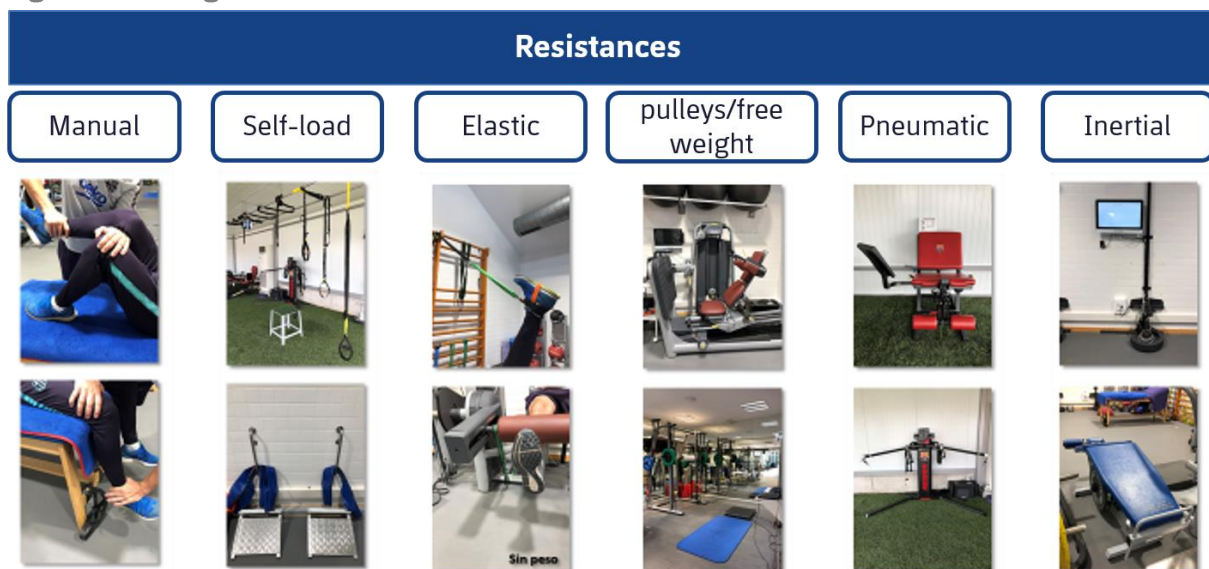 Resistances
Manual
Self-load
Elastic
pulleys/free
weight
Pneumatic
Inertial
Sin peso